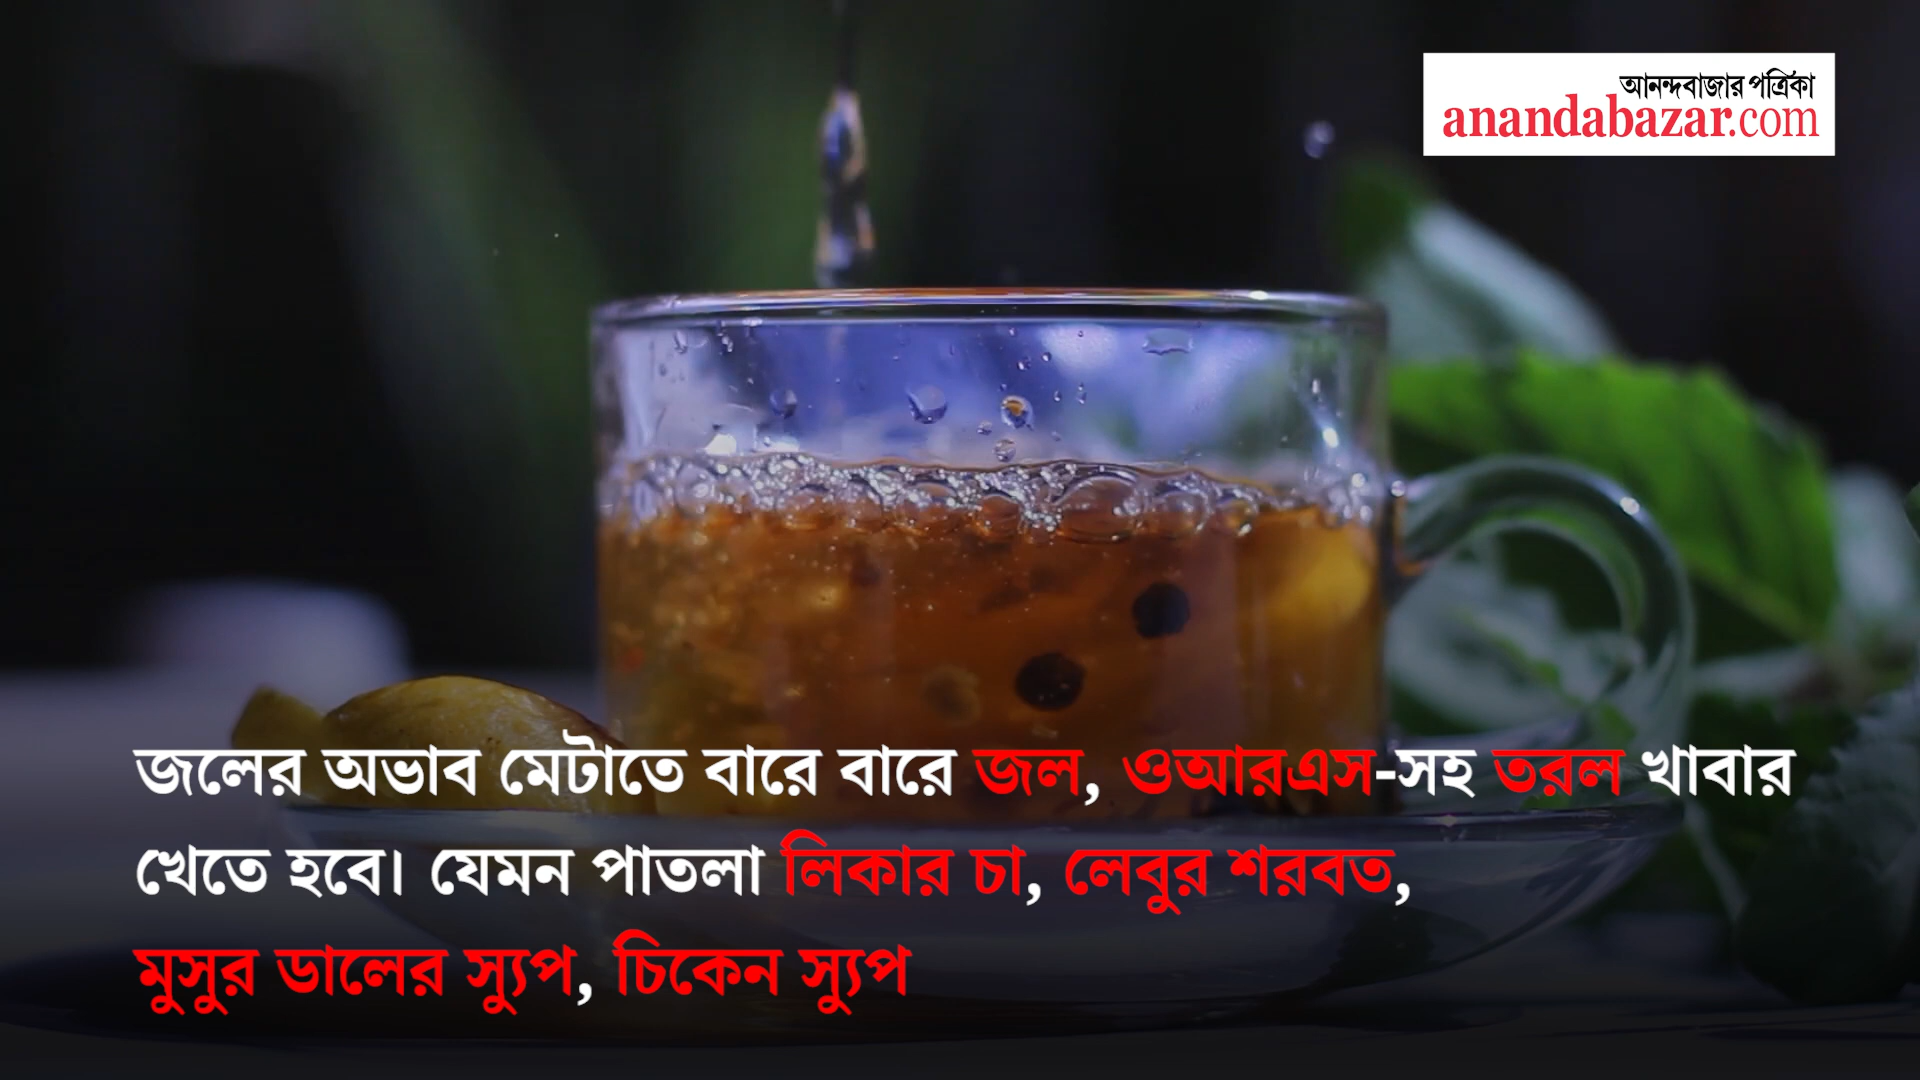 আনন্দবাজার পত্রিকা
anandabazar.com
জলের অভাব মেটাতে বারে বারে জল, ওআরএস-সহ তরল খাবার
খেতে হবে। যেমন পাতলা লিকার চা, লেবুর শরবত,
মুসুর ডালের স্যুপ, চিকেন স্যুপ